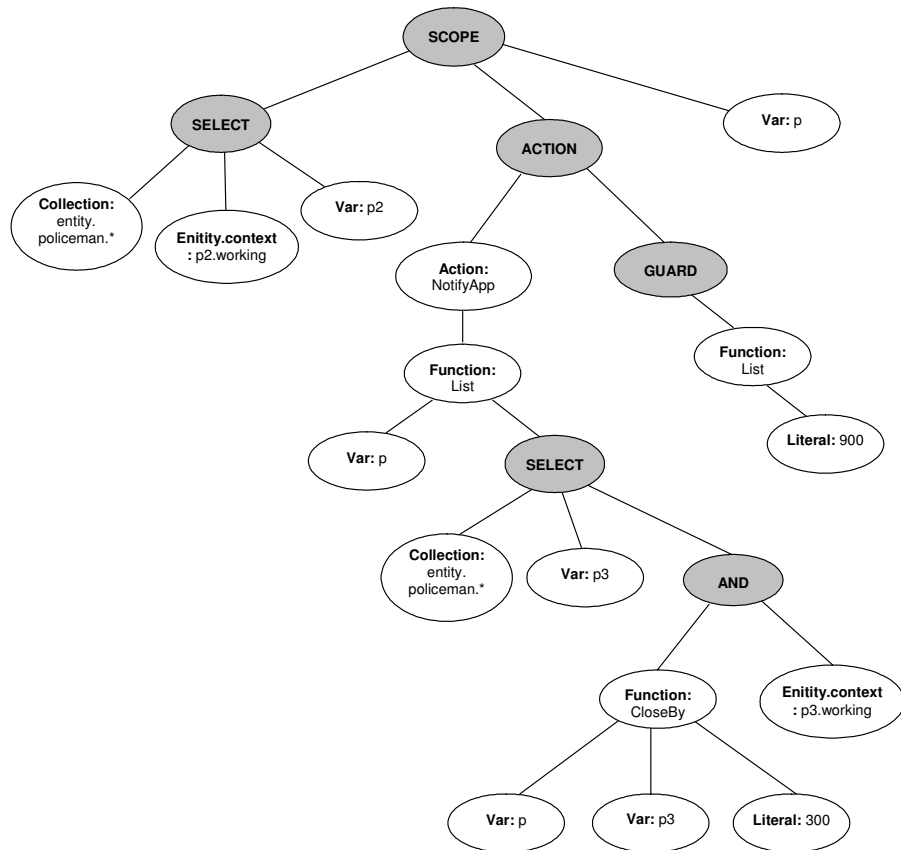 SCOPE
SELECT
Var: p
ACTION
Collection:
entity.
policeman.*
Enitity.context
: p2.working
Var: p2
Action:
NotifyApp
GUARD
Function:
List
Function:
List
Var: p
SELECT
Literal: 900
Collection:
entity.
policeman.*
Var: p3
AND
Function:
CloseBy
Enitity.context
: p3.working
Var: p
Var: p3
Literal: 300